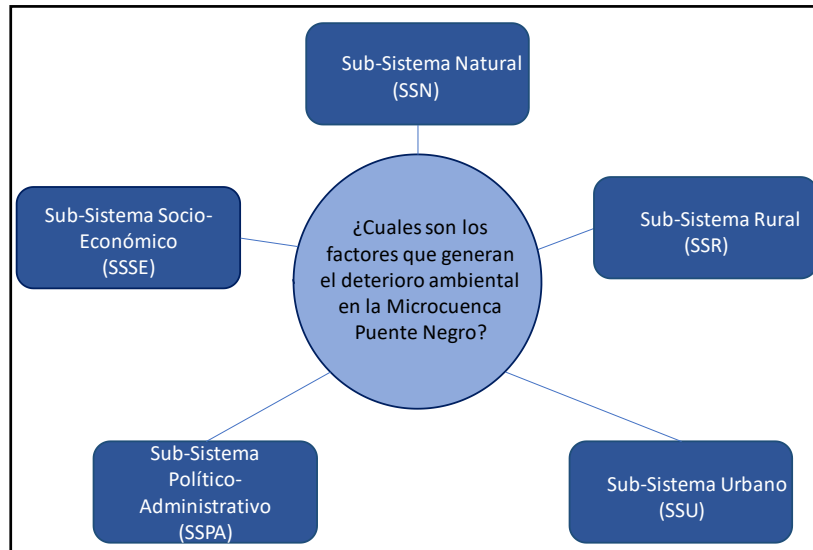 Sub-Sistema Natural
(SSN)
Sub-Sistema Socio-
Económico
(SSSE)
¿Cuales son los
factores que generan
el deterioro ambiental
en la Microcuenca
Puente Negro?
Sub-Sistema Rural
(SSR)
Sub-Sistema
Político-
Administrativo
(SSPA)
Sub-Sistema Urbano
(SSU)